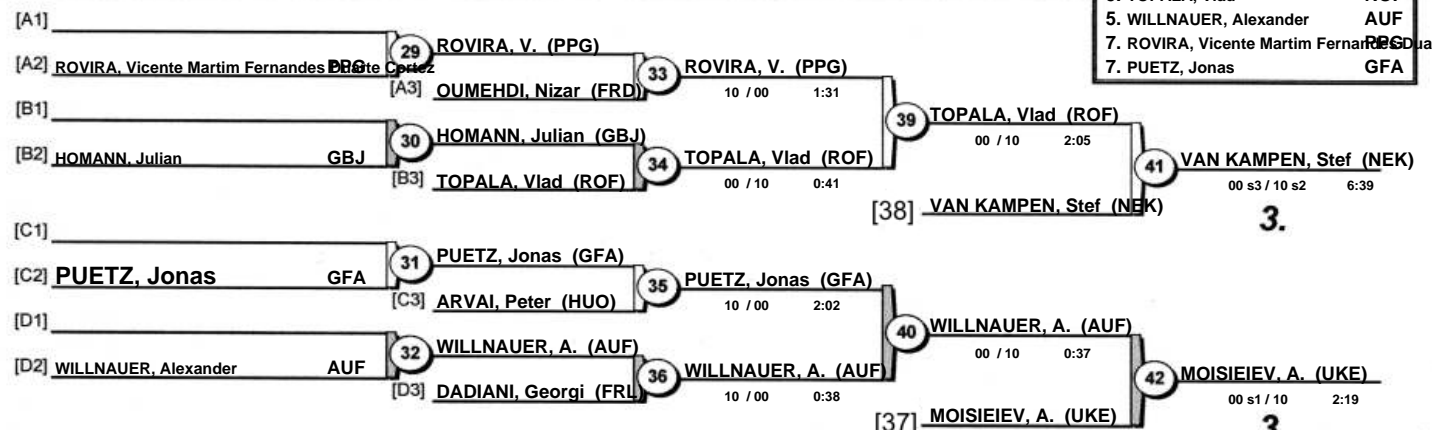 5. WILLNAUER, Alexander AUF
7. ROVIRA, Vicente Martim Fernandes Dua PPG
7. PUETZ, Jonas GFA
[A1]
29 ROVIRA, V. (PPG)
[A2] ROVIRA, Vicente Martim Fernandes Duarte Cortez PPG
33 ROVIRA, V. (PPG)
10 / 00 1:31
[A3] OUMEHDI, Nizar (FRD)
[B1]
39 TOPALA, Vlad (ROF)
00 / 10 2:05
30 HOMANN, Julian (GBJ)
[B2] HOMANN, Julian GBJ
34 TOPALA, Vlad (ROF)
00 / 10 0:41
[B3] TOPALA, Vlad (ROF)
41 VAN KAMPEN, Stef (NEK)
00 s3 / 10 s2 6:39
[38] VAN KAMPEN, Stef (NEK)
3.
[C1]
31 PUETZ, Jonas (GFA)
[C2] PUETZ, Jonas GFA
35 PUETZ, Jonas (GFA)
10 / 00 2:02
[C3] ARVAI, Peter (HUO)
[D1]
40 WILLNAUER, A. (AUF)
00 / 10 0:37
32 WILLNAUER, A. (AUF)
[D2] WILLNAUER, Alexander AUF
36 WILLNAUER, A. (AUF)
10 / 00 0:38
[D3] DADIANI, Georgi (FRL)
42 MOISIEIEV, A. (UKE)
00 s1 / 10 2:19
[37] MOISIEIEV, A. (UKE)
3